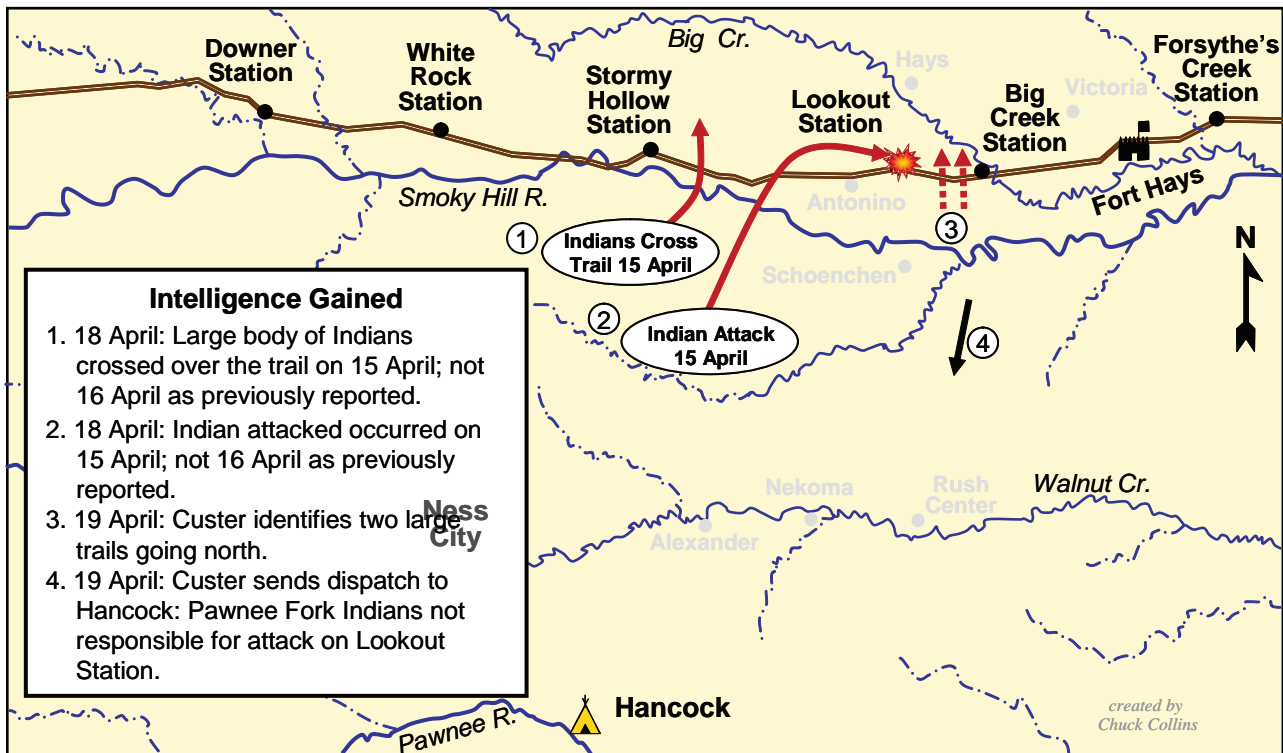 Downer
Station
White
Rock
Station
Stormy
Hollow
Station
Big Cr.
Lookout
Station
Hays
Big
Creek
Station
Victoria
Forsythe's
Creek
Station
Smoky Hill R.
Antonino
Fort Hays
1
Indians Cross
Trail 15 April
3
Schoenchen
N
2
Indian Attack
15 April
4
Intelligence Gained
1. 18 April: Large body of Indians
crossed over the trail on 15 April; not
16 April as previously reported.
2. 18 April: Indian attacked occurred on
15 April; not 16 April as previously
reported.
3. 19 April: Custer identifies two large
trails going north.
4. 19 April: Custer sends dispatch to
Hancock: Pawnee Fork Indians not
responsible for attack on Lookout
Station.
Ness
City
Nekoma
Rush
Center
Walnut Cr.
Alexander
Hancock
Pawnee R.
created by
Chuck Collins